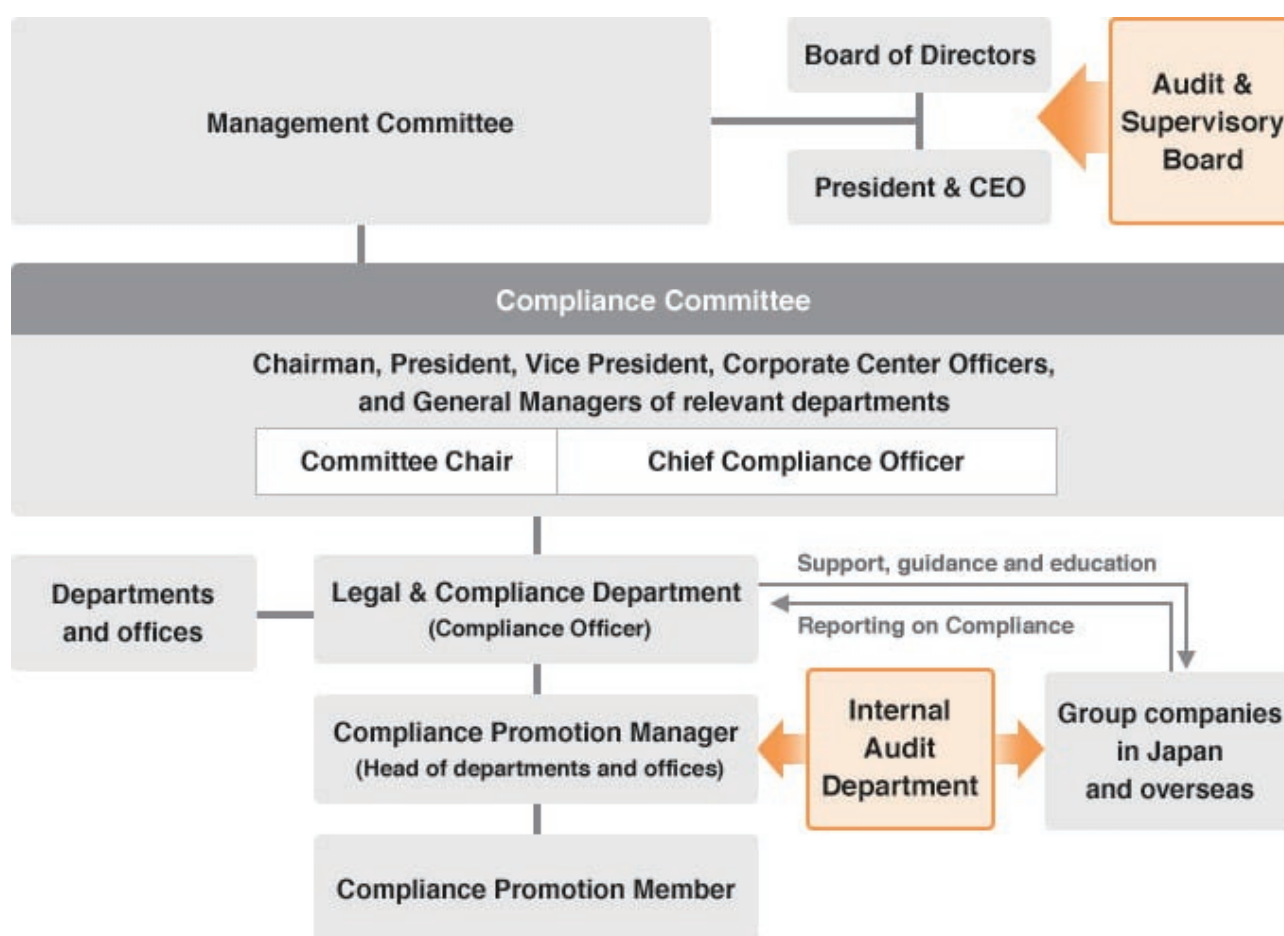 Management Committee
Board of Directors
President & CEO
Audit &
Supervisory
Board
Compliance Committee
Chairman, President, Vice President, Corporate Center Officers,
and General Managers of relevant departments
Committee Chair
Chief Compliance Officer
Departments
and offices
Legal & Compliance Department
(Compliance Officer)
Support, guidance and education
Reporting on Compliance
Compliance Promotion Manager
(Head of departments and offices)
Internal
Audit
Department
Group companies
in Japan
and overseas
Compliance Promotion Member